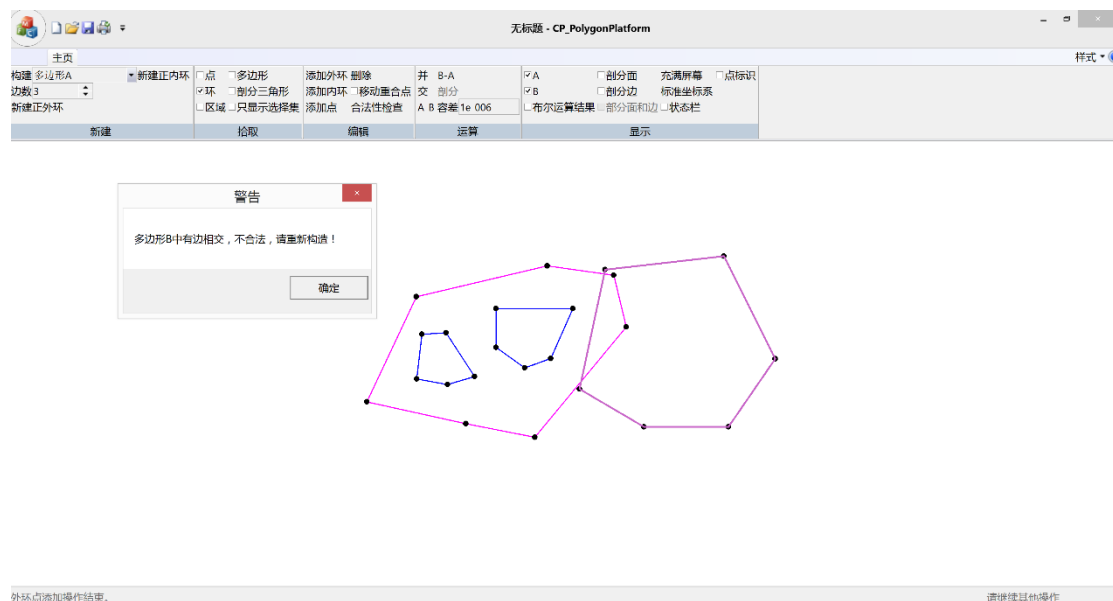 无标题 - CP_PolygonPlatform
主页
样式
构建 多边形A 新建正内环 点 多边形 添加外环 删除 并 B-A A 剖分面 充满屏幕 点标识
边数 3 环 剖分三角形 添加内环 移动重合点 交 剖分 B 剖分边 标准坐标系
新建正外环 区域 只显示选择集 添加点 合法性检查 A B 容差 1e 006 布尔运算结果 部分面和边 状态栏
新建 拾取 编辑 运算 显示
警告
多边形B中有边相交，不合法，请重新构造！
确定
外环点添加操作结束。 请继续其他操作